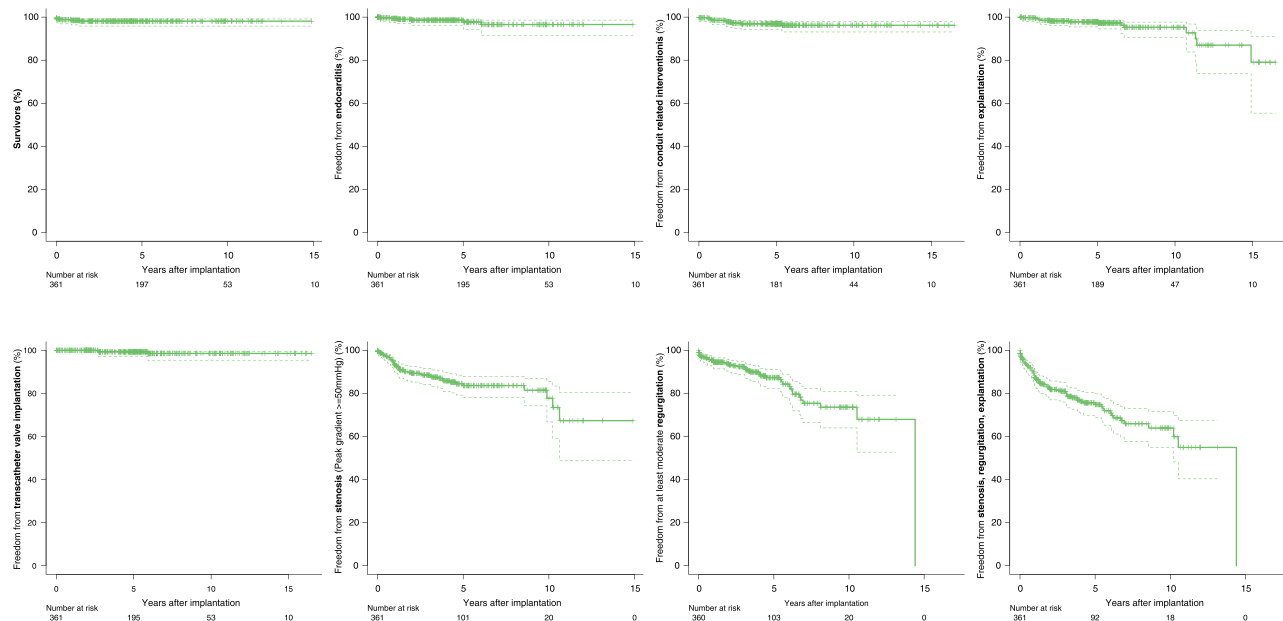 Survivors (%)
100
80
60
40
20
0
0 5 10 15
Years after implantation
Number at risk
361 197 53 10
Freedom from endocarditis (%)
100
80
60
40
20
0
0 5 10 15
Years after implantation
Number at risk
361 195 53 10
Freedom from conduit related interventionis (%)
100
80
60
40
20
0
0 5 10 15
Years after implantation
Number at risk
361 181 44 10
Freedom from explantation (%)
100
80
60
40
20
0
0 5 10 15
Years after implantation
Number at risk
361 189 47 10
Freedom from transcatheter valve implantation (%)
100
80
60
40
20
0
0 5 10 15
Years after implantation
Number at risk
361 195 53 10
Freedom from stenosis (Peak gradient >=50mmHg) (%)
100
80
60
40
20
0
0 5 10 15
Years after implantation
Number at risk
361 101 20 0
Freedom from at least moderate regurgitation (%)
100
80
60
40
20
0
0 5 10 15
Years after implantation
Number at risk
360 103 20 0
Freedom from stenosis, regurgitation, explantation (%)
100
80
60
40
20
0
0 5 10 15
Years after implantation
Number at risk
361 92 18 0